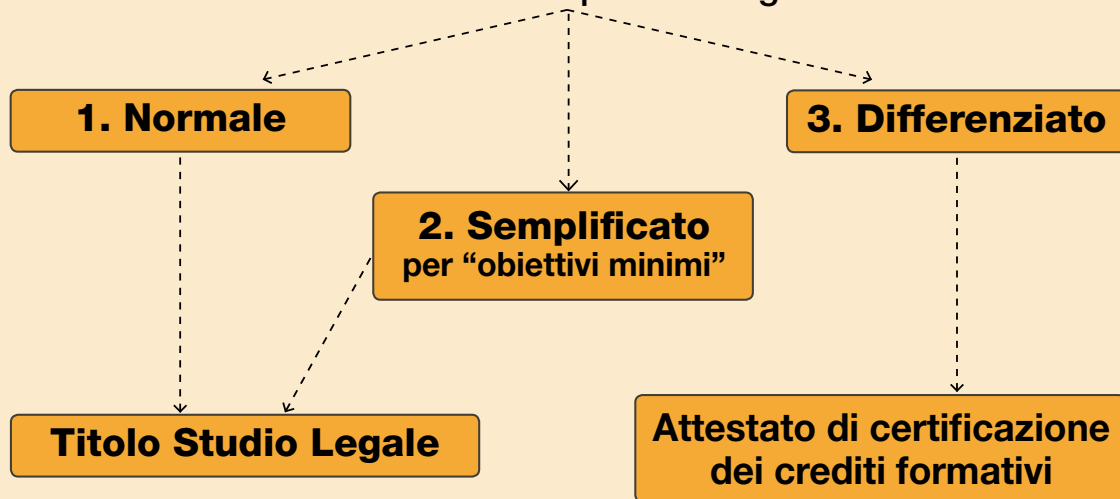 1. Normale
3. Differenziato
2. Semplificato
per “obiettivi minimi”
Titolo Studio Legale
Attestato di certificazione
dei crediti formativi